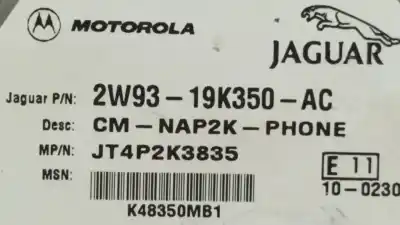 MOTOROLA
JAGUAR
Jaguar P/N: 2W93-19K350-AC
Desc: CM-NAP2K-PHONE
MP/N: JT4P2K3835
MSN:
E 11
10-0230
K48350MB1